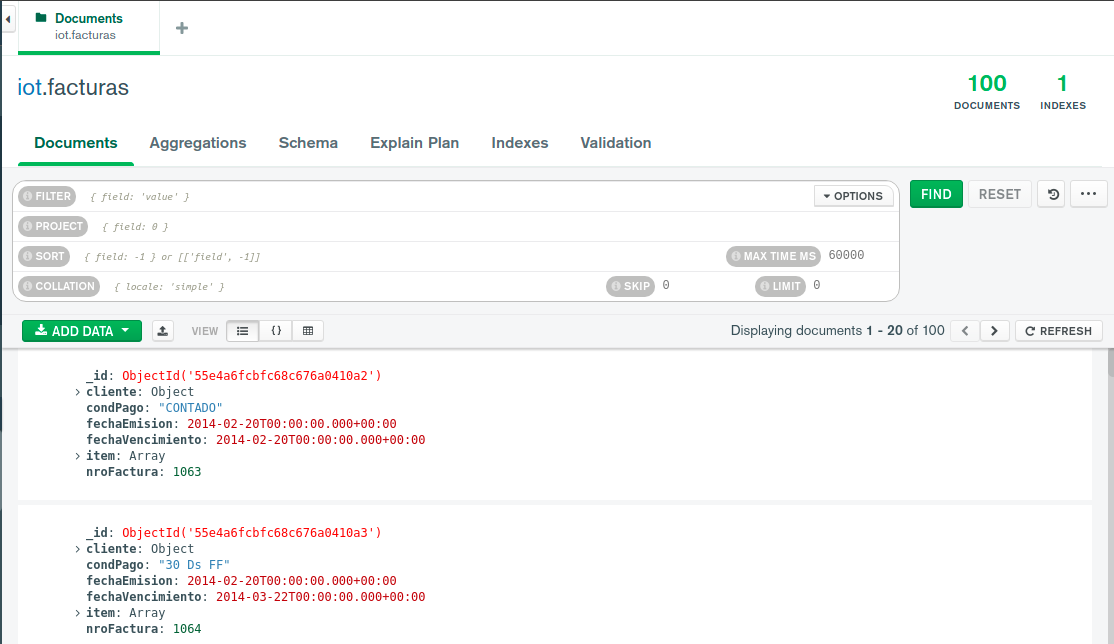 Documents
iot.facturas
iot.facturas
100
DOCUMENTS
1
INDEXES
Documents Aggregations Schema Explain Plan Indexes Validation
FILTER { field: 'value' } OPTIONS
FIND RESET
PROJECT { field: 0 }
SORT { field: -1 } or [['field', -1]] MAX TIME MS 60000
COLLATION { locale: 'simple' } SKIP 0 LIMIT 0
ADD DATA VIEW {} Displaying documents 1 - 20 of 100 < > REFRESH
_id: ObjectId('55e4a6fcbfc68c676a0410a2')
> cliente: Object
condPago: "CONTADO"
fechaEmision: 2014-02-20T00:00:00.000+00:00
fechaVencimiento: 2014-02-20T00:00:00.000+00:00
> item: Array
nroFactura: 1063
_id: ObjectId('55e4a6fcbfc68c676a0410a3')
> cliente: Object
condPago: "30 Ds FF"
fechaEmision: 2014-02-20T00:00:00.000+00:00
fechaVencimiento: 2014-03-22T00:00:00.000+00:00
> item: Array
nroFactura: 1064